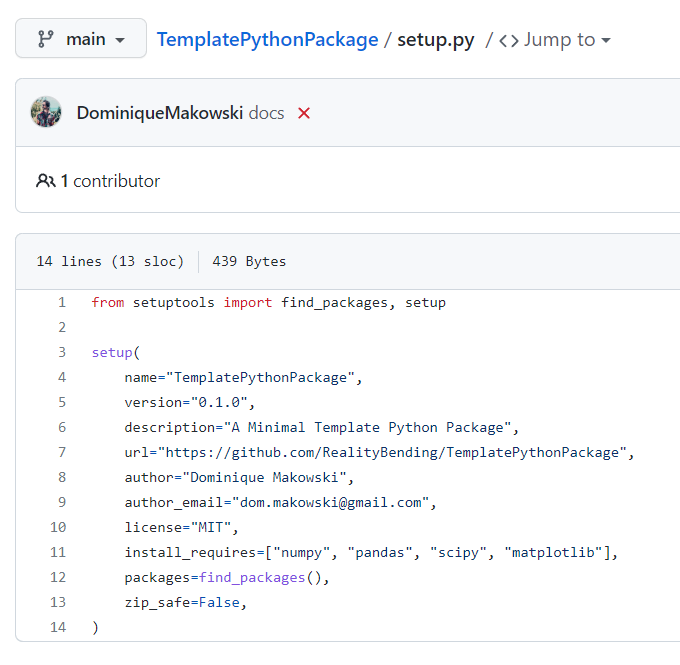 main TemplatePythonPackage / setup.py / <> Jump to
DominiqueMakowski docs
1 contributor
14 lines (13 sloc) 439 Bytes
1 from setuptools import find_packages, setup
2
3 setup(
4     name="TemplatePythonPackage",
5     version="0.1.0",
6     description="A Minimal Template Python Package",
7     url="https://github.com/RealityBending/TemplatePythonPackage",
8     author="Dominique Makowski",
9     author_email="dom.makowski@gmail.com",
10     license="MIT",
11     install_requires=["numpy", "pandas", "scipy", "matplotlib"],
12     packages=find_packages(),
13     zip_safe=False,
14 )